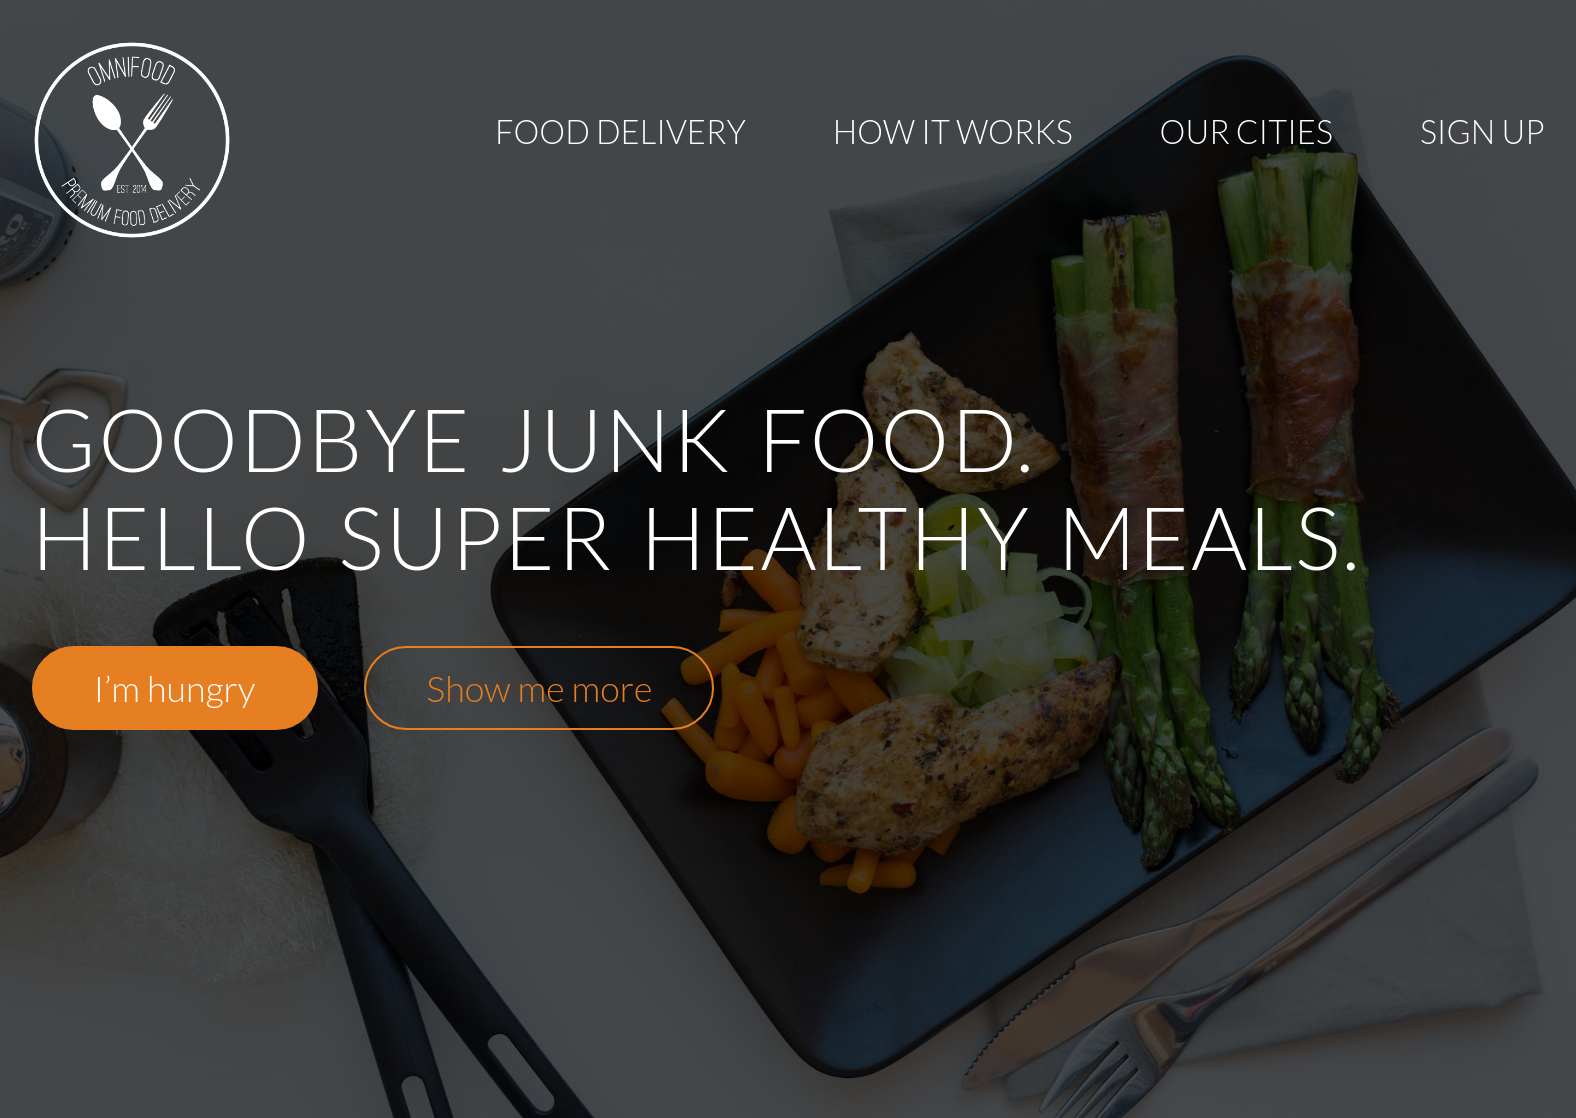 OMNIFOOD
EST. 2014
PREMIUM FOOD DELIVERY
FOOD DELIVERY
HOW IT WORKS
OUR CITIES
SIGN UP
GOODBYE JUNK FOOD.
HELLO SUPER HEALTHY MEALS.
I’m hungry
Show me more